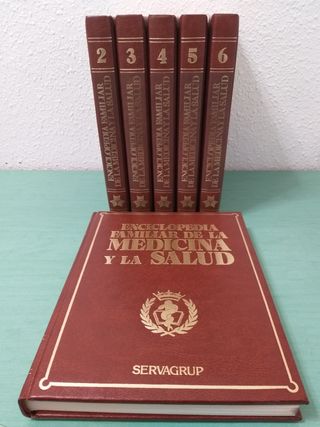 2
ENCICLOPEDIA FAMILIAR
DE LA MEDICINA Y LA SALUD
3
ENCICLOPEDIA FAMILIAR
DE LA MEDICINA Y LA SALUD
4
ENCICLOPEDIA FAMILIAR
DE LA MEDICINA Y LA SALUD
5
ENCICLOPEDIA FAMILIAR
DE LA MEDICINA Y LA SALUD
6
ENCICLOPEDIA FAMILIAR
DE LA MEDICINA Y LA SALUD
ENCICLOPEDIA
FAMILIAR DE LA
MEDICINA
Y LA SALUD
SERVAGRUP